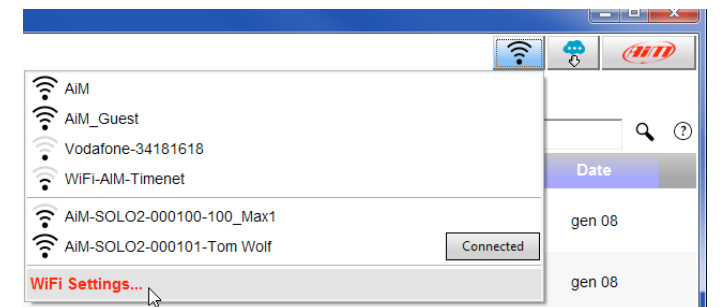 AiM
AiM
AiM_Guest
Vodafone-34181618
WiFi-AIM-Timenet
Date
AiM-SOLO2-000100-100_Max1
gen 08
AiM-SOLO2-000101-Tom Wolf
Connected
WiFi Settings...
gen 08